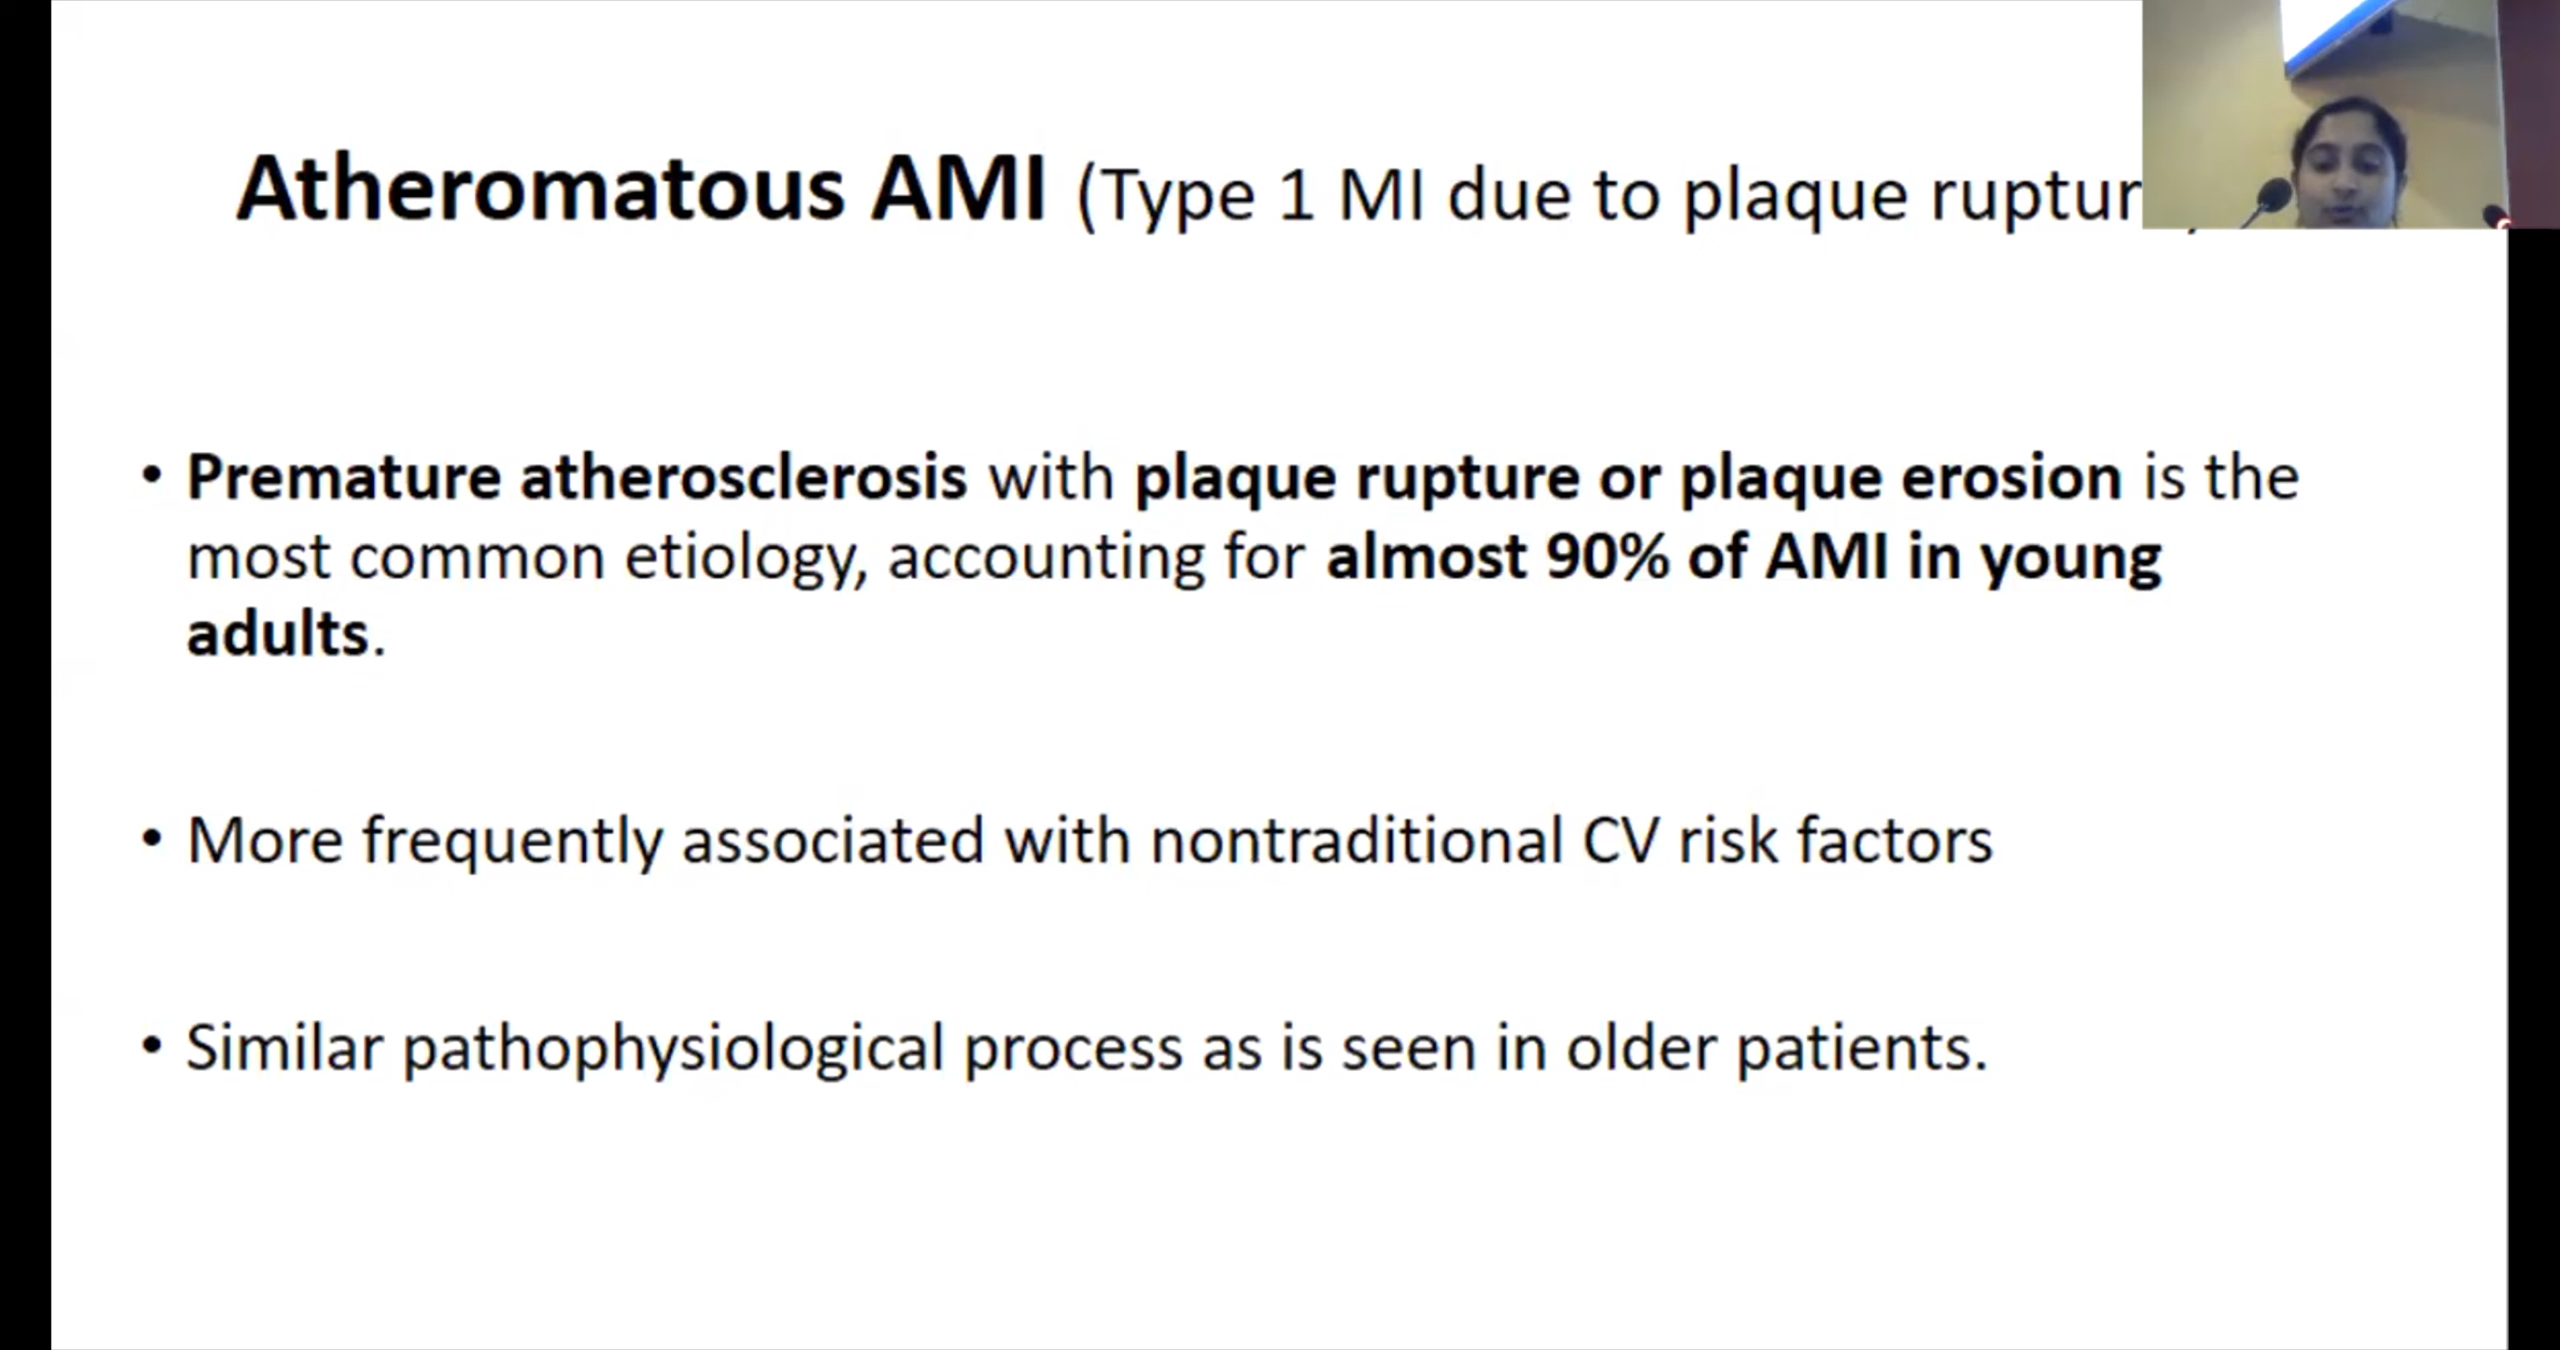 Atheromatous AMI (Type 1 MI due to plaque
• Premature atherosclerosis with plaque rupture or plaque erosion is the
most common etiology, accounting for almost 90% of AMI in young
adults.
• More frequently associated with nontraditional CV risk factors
• Similar pathophysiological process as is seen in older patients.